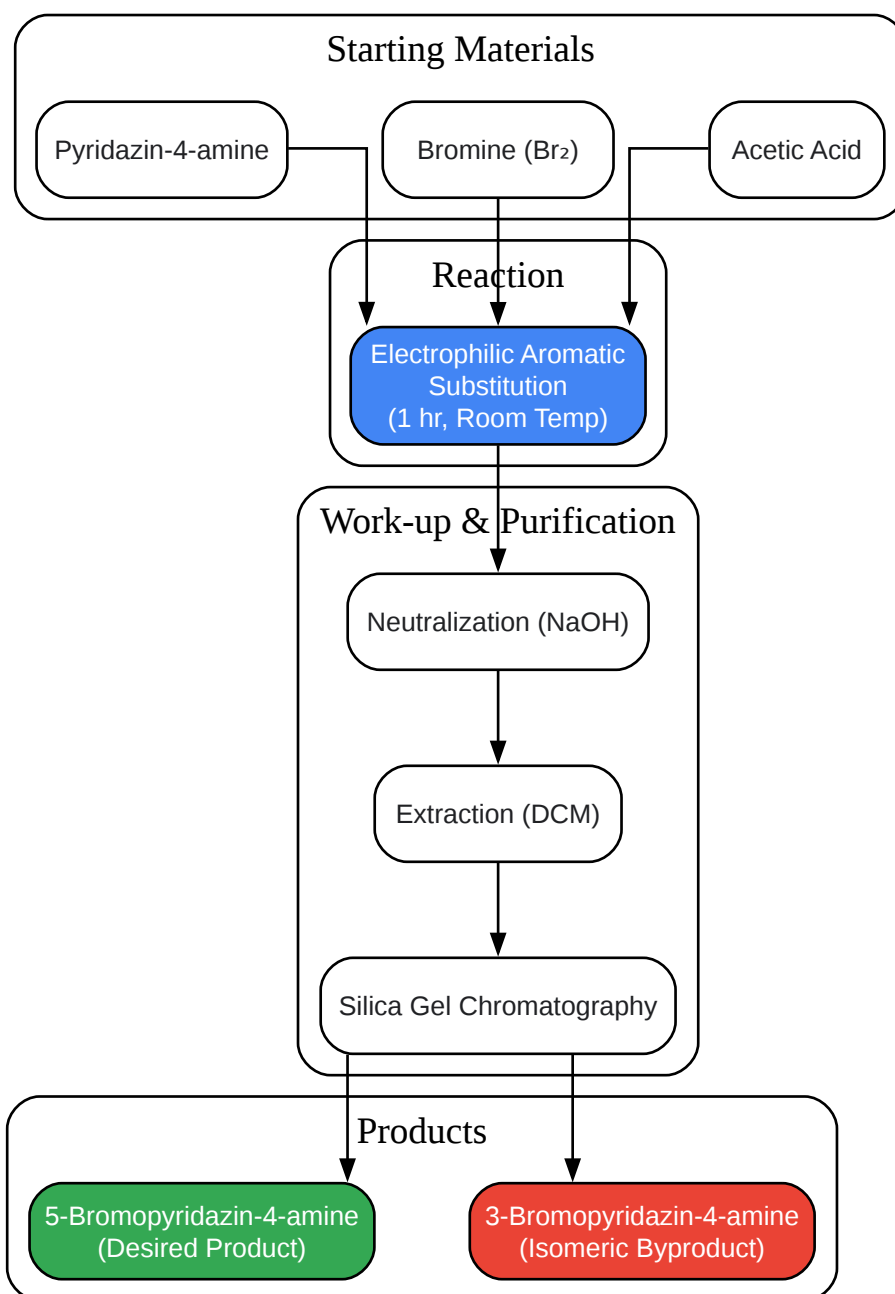 Starting Materials
Pyridazin-4-amine
Bromine (Br₂)
Acetic Acid
Reaction
Electrophilic Aromatic
Substitution
(1 hr, Room Temp)
Work-up & Purification
Neutralization (NaOH)
Extraction (DCM)
Silica Gel Chromatography
Products
5-Bromopyridazin-4-amine
(Desired Product)
3-Bromopyridazin-4-amine
(Isomeric Byproduct)